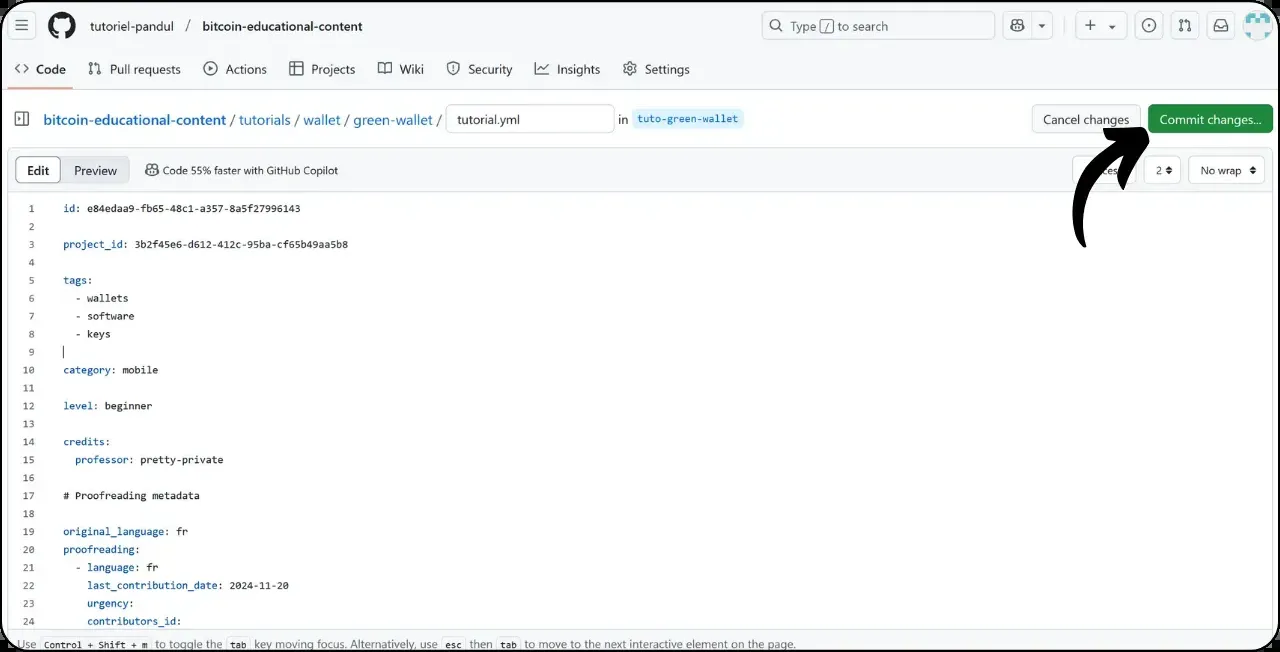 tutoriel-pandul / bitcoin-educational-content Type / to search
Code Pull requests Actions Projects Wiki Security Insights Settings
bitcoin-educational-content / tutorials / wallet / green-wallet / tutorial.yml in tuto-green-wallet Cancel changes Commit changes...
Edit Preview Code 55% faster with GitHub Copilot 2 No wrap
1 id: e84edaa9-fb65-48c1-a357-8a5f27996143
2
3 project_id: 3b2f45e6-d612-412c-95ba-cf65b49aa5b8
4
5 tags:
6 - wallets
7 - software
8 - keys
9
10 category: mobile
11
12 level: beginner
13
14 credits:
15 professor: pretty-private
16
17 # Proofreading metadata
18
19 original_language: fr
20 proofreading:
21 - language: fr
22 last_contribution_date: 2024-11-20
23 urgency:
24 contributors_id:
Use Control + Shift + m to toggle the tab key moving focus. Alternatively, use esc then tab to move to the next interactive element on the page.